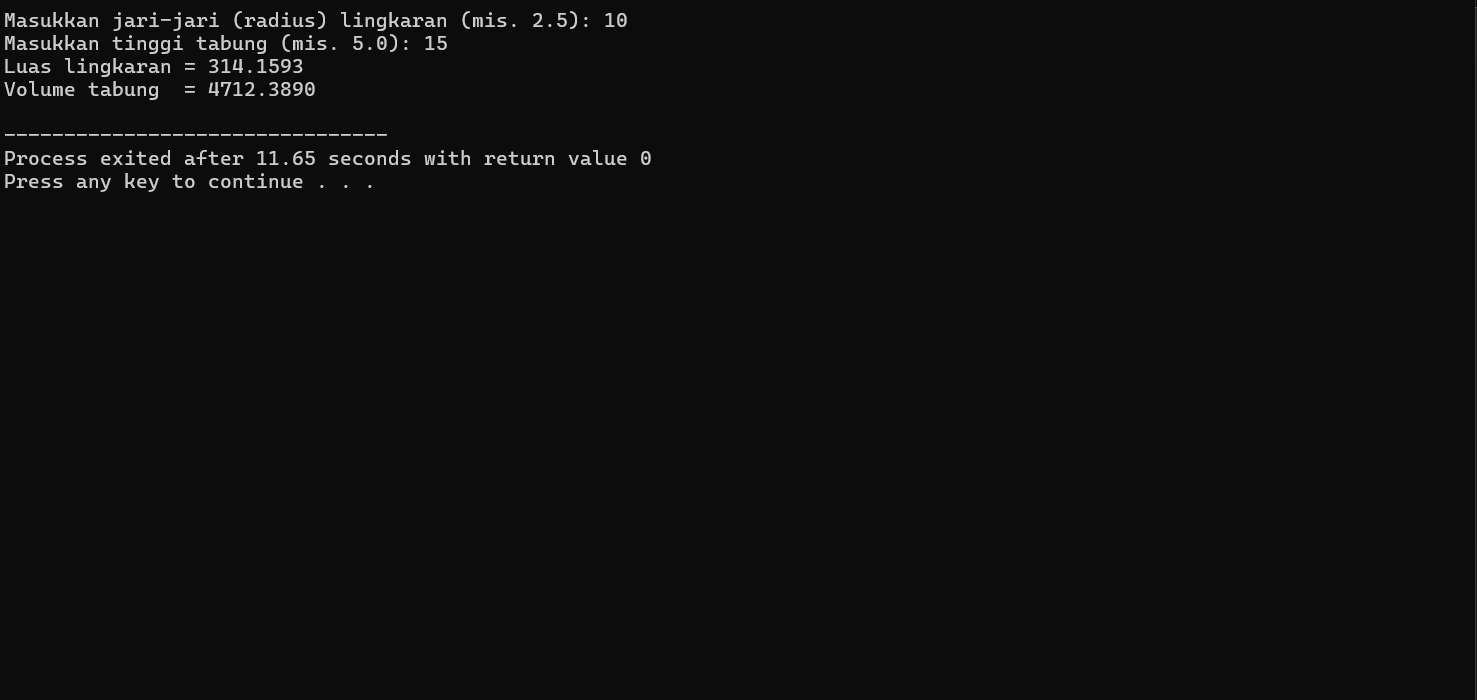 Masukkan jari-jari (radius) lingkaran (mis. 2.5): 10
Masukkan tinggi tabung (mis. 5.0): 15
Luas lingkaran = 314.1593
Volume tabung  = 4712.3890
--------------------------------
Process exited after 11.65 seconds with return value 0
Press any key to continue . . .